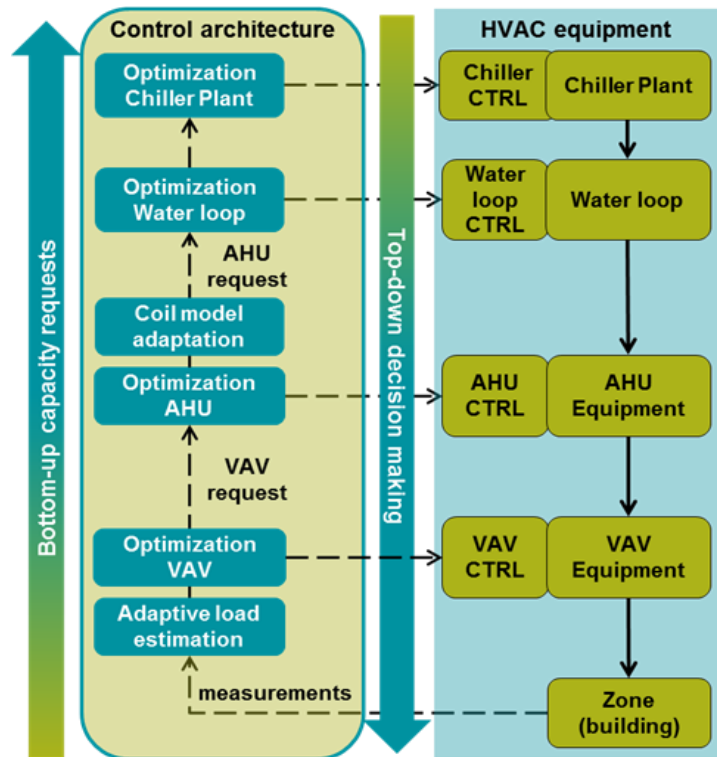 Control architecture
HVAC equipment
Optimization
Chiller Plant
Chiller
CTRL
Chiller Plant
Optimization
Water loop
Water
loop
CTRL
Water loop
AHU
request
Coil model
adaptation
Optimization
AHU
AHU
CTRL
AHU
Equipment
VAV
request
Optimization
VAV
VAV
CTRL
VAV
Equipment
Adaptive load
estimation
measurements
Zone
(building)
Bottom-up capacity requests
Top-down decision making